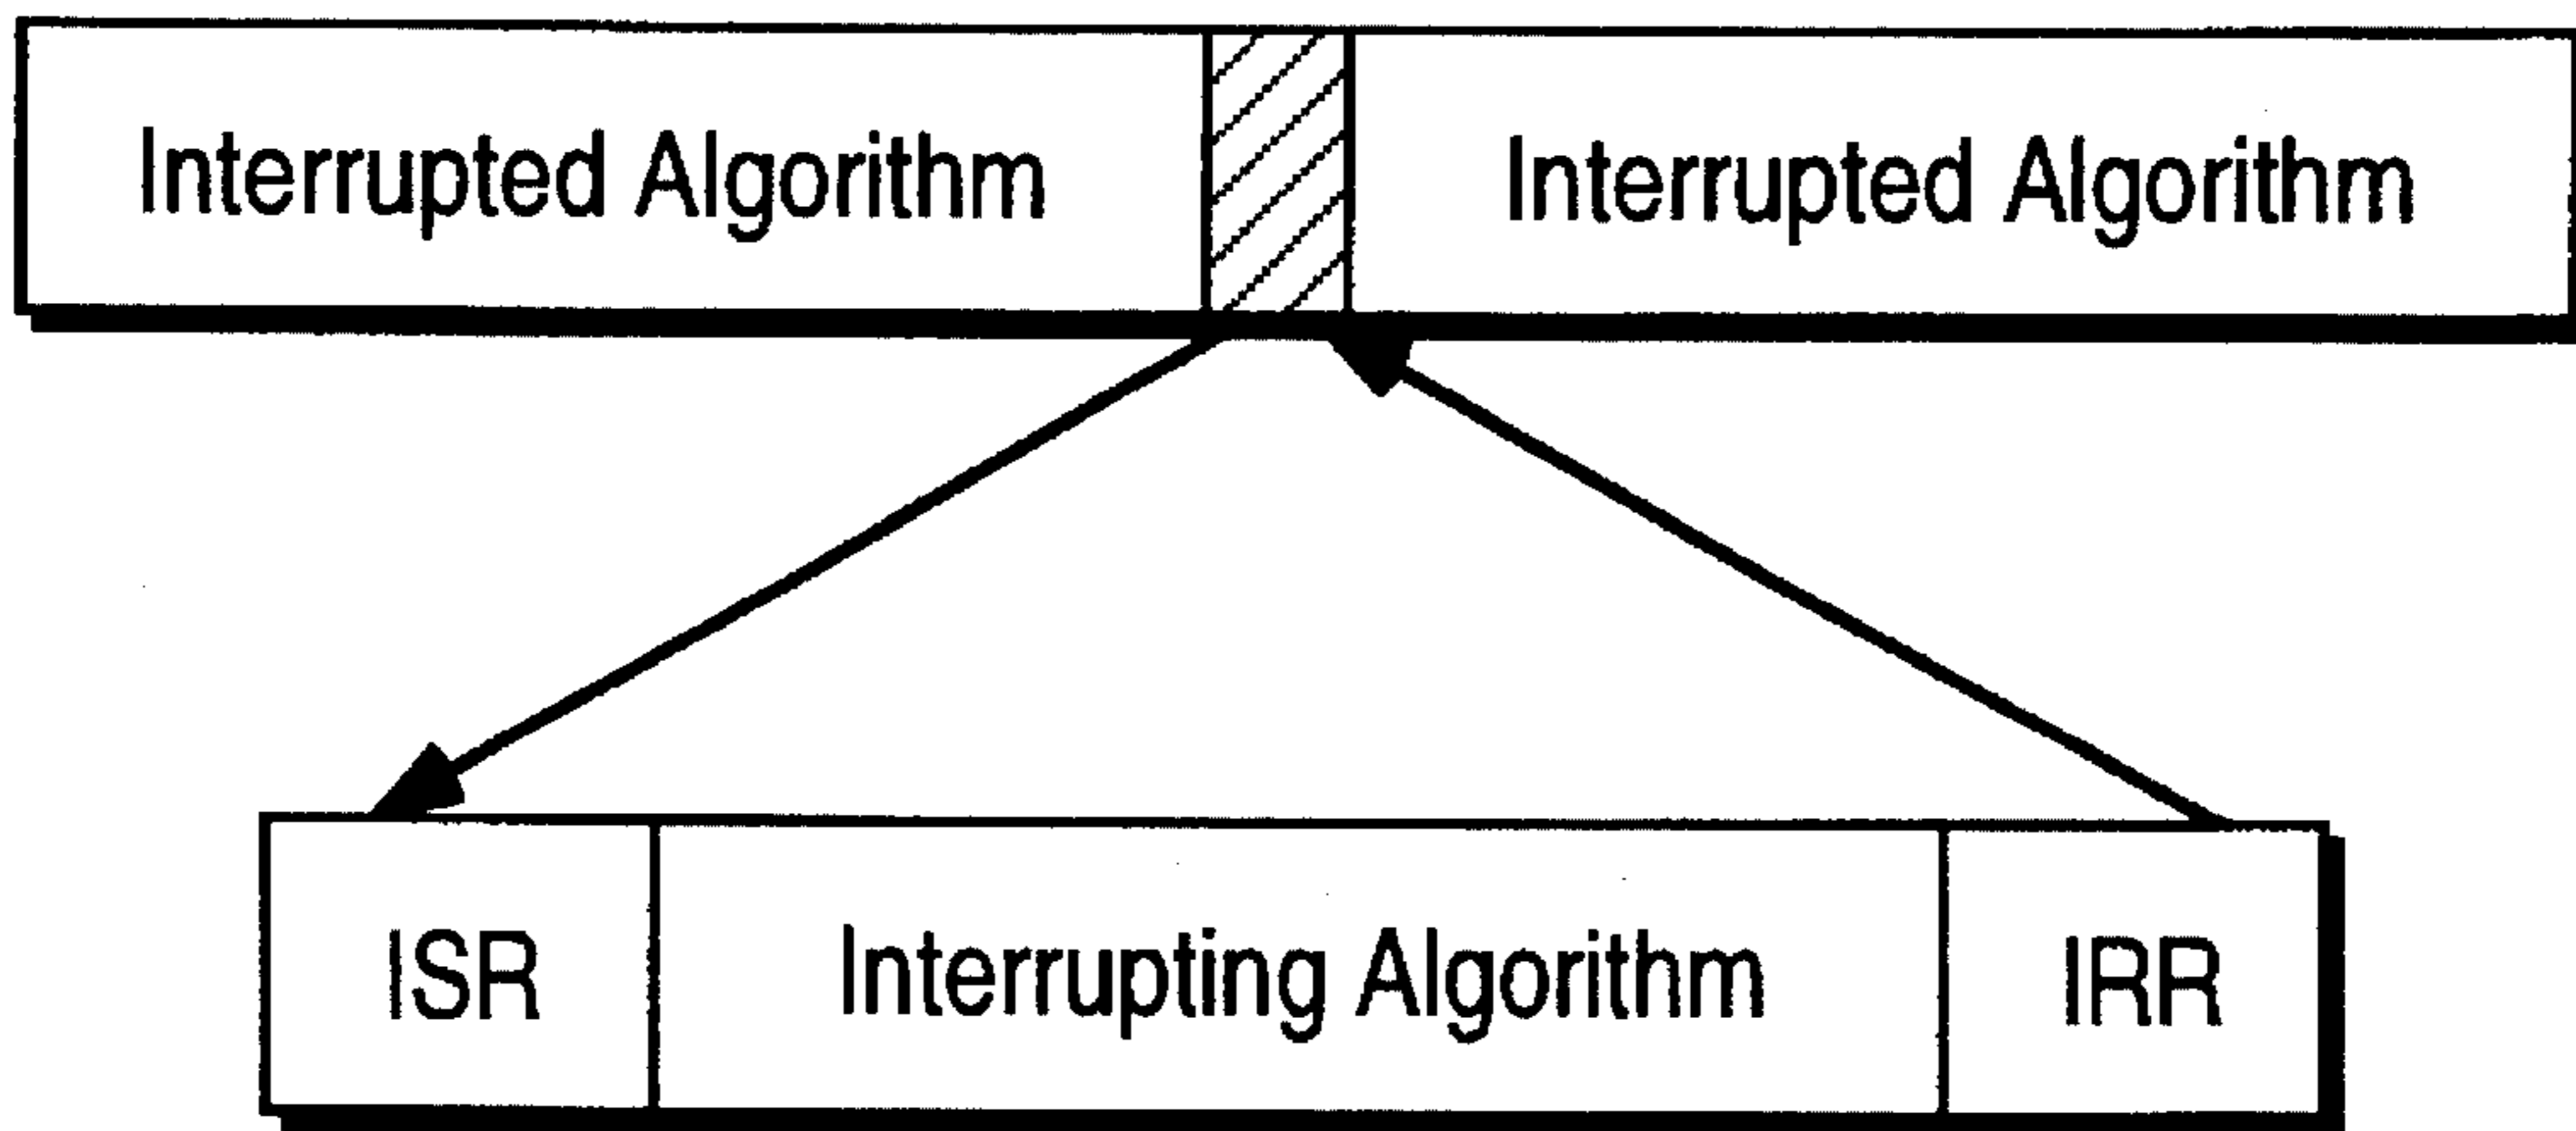 Interrupted Algorithm
Interrupted Algorithm
ISR
Interrupting Algorithm
IRR